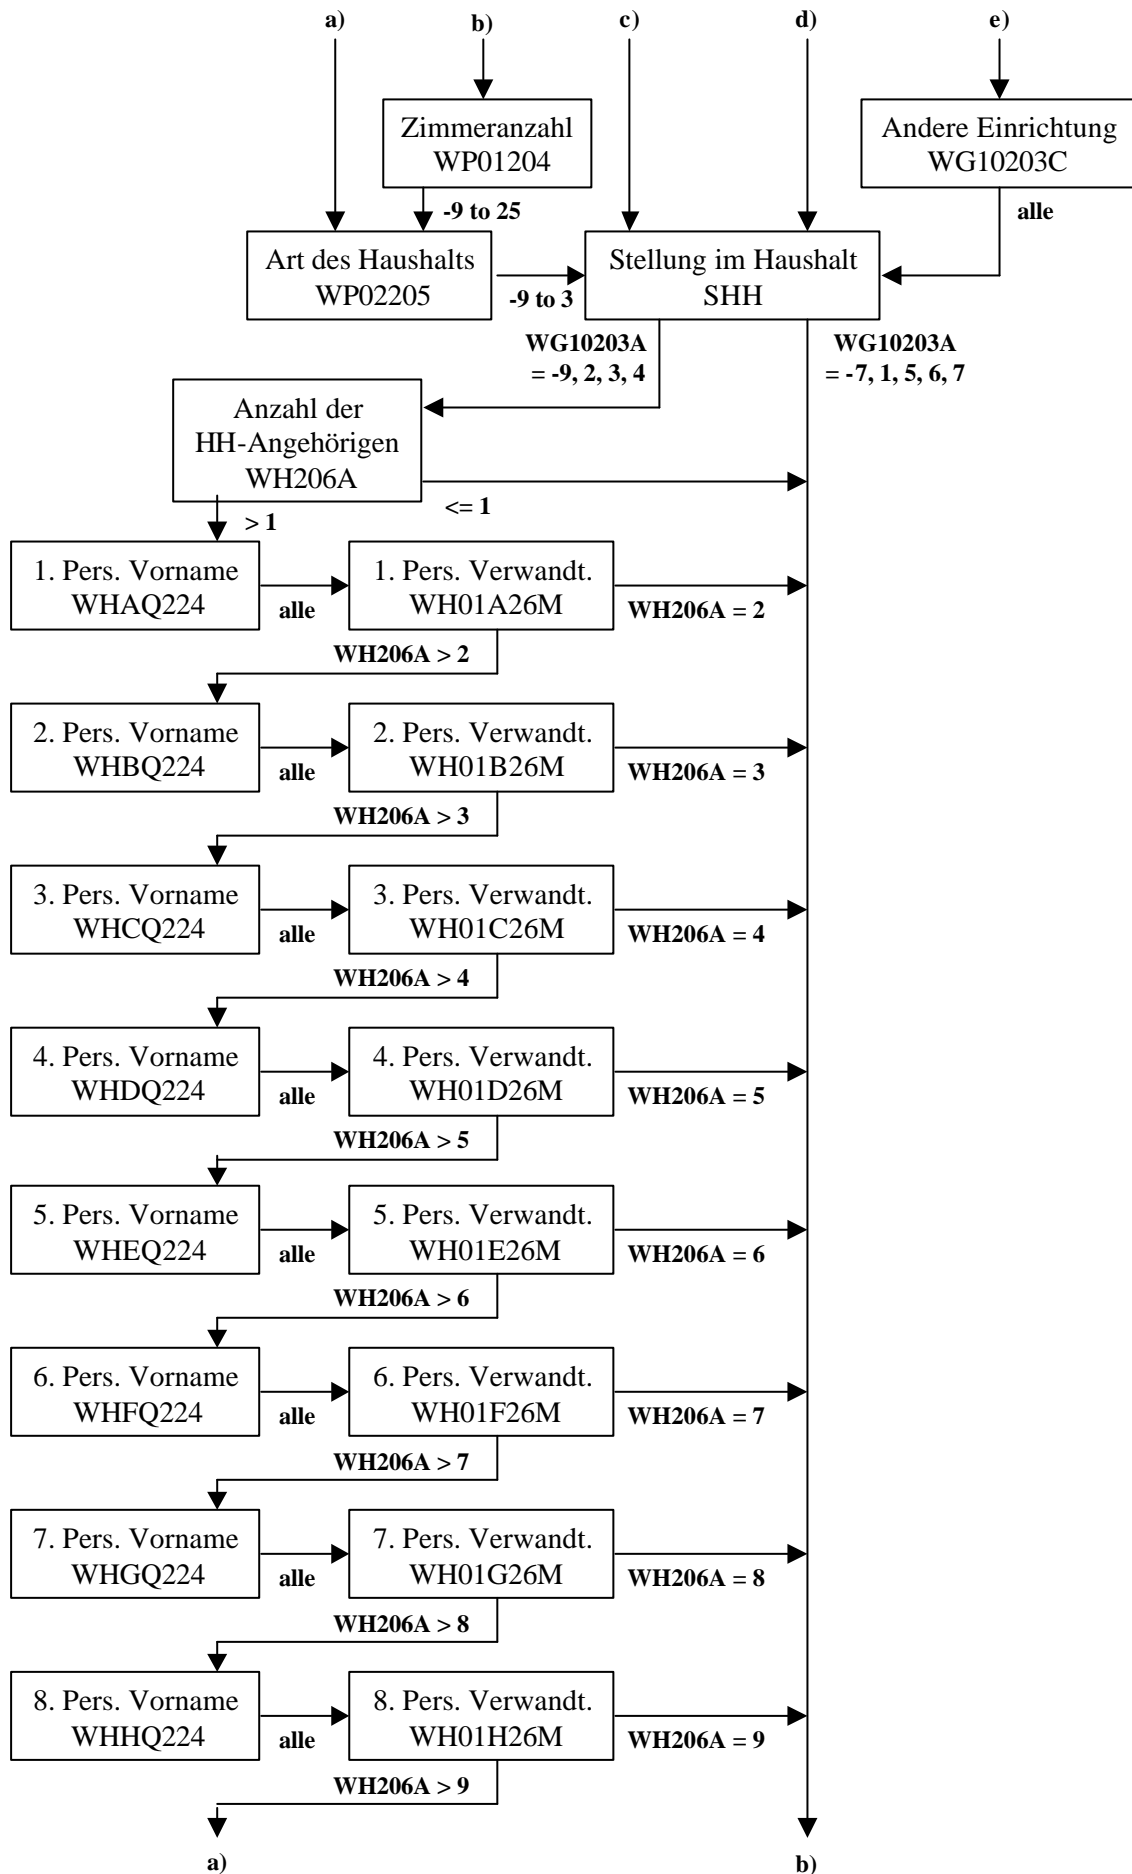 a)
b)
c)
d)
e)
Zimmeranzahl
WP01204
Andere Einrichtung
WG10203C
-9 to 25
alle
Art des Haushalts
WP02205
-9 to 3
Stellung im Haushalt
SHH
WG10203A
= -9, 2, 3, 4
WG10203A
= -7, 1, 5, 6, 7
Anzahl der
HH-Angehörigen
WH206A
<= 1
> 1
1. Pers. Vorname
WHAQ224
alle
1. Pers. Verwandt.
WH01A26M
WH206A = 2
WH206A > 2
2. Pers. Vorname
WHBQ224
alle
2. Pers. Verwandt.
WH01B26M
WH206A = 3
WH206A > 3
3. Pers. Vorname
WHCQ224
alle
3. Pers. Verwandt.
WH01C26M
WH206A = 4
WH206A > 4
4. Pers. Vorname
WHDQ224
alle
4. Pers. Verwandt.
WH01D26M
WH206A = 5
WH206A > 5
5. Pers. Vorname
WHEQ224
alle
5. Pers. Verwandt.
WH01E26M
WH206A = 6
WH206A > 6
6. Pers. Vorname
WHFQ224
alle
6. Pers. Verwandt.
WH01F26M
WH206A = 7
WH206A > 7
7. Pers. Vorname
WHGQ224
alle
7. Pers. Verwandt.
WH01G26M
WH206A = 8
WH206A > 8
8. Pers. Vorname
WHHQ224
alle
8. Pers. Verwandt.
WH01H26M
WH206A = 9
WH206A > 9
a)
b)